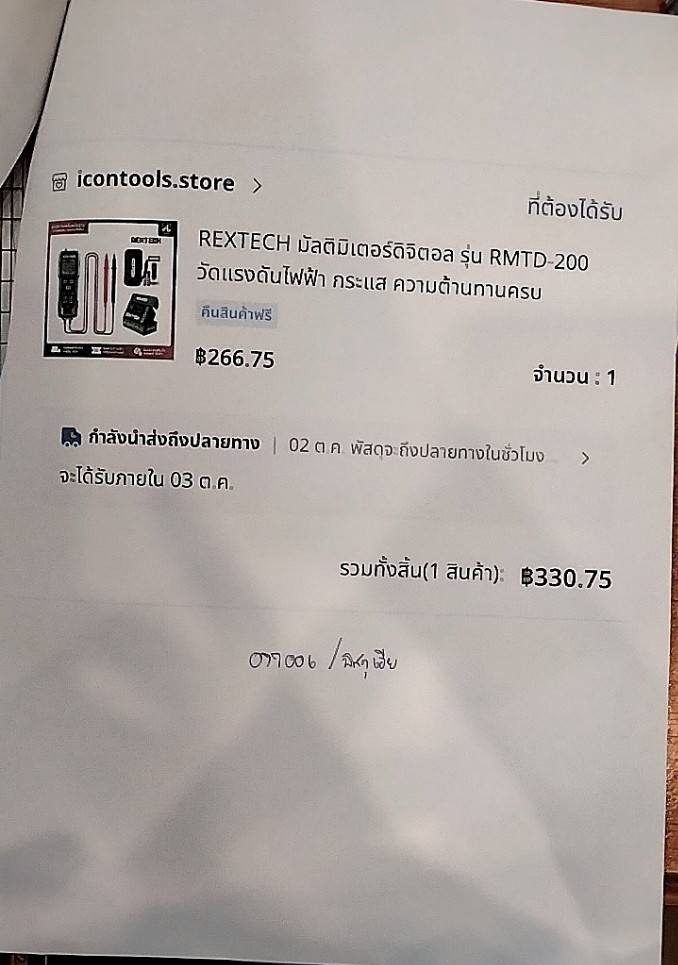 icontools.store >
ที่ต้องได้รับ
REXTECH
REXTECH มัลติมิเตอร์ดิจิตอล รุ่น RMTD-200
วัดแรงดันไฟฟ้า กระแส ความต้านทานครบ
คืนสินค้าฟรี
฿266.75
จำนวน : 1
กำลังนำส่งถึงปลายทาง | 02 ต.ค. พัสดุจะถึงปลายทางในชั่วโมง... >
จะได้รับภายใน 03 ต.ค.
รวมทั้งสิ้น(1 สินค้า): ฿330.75